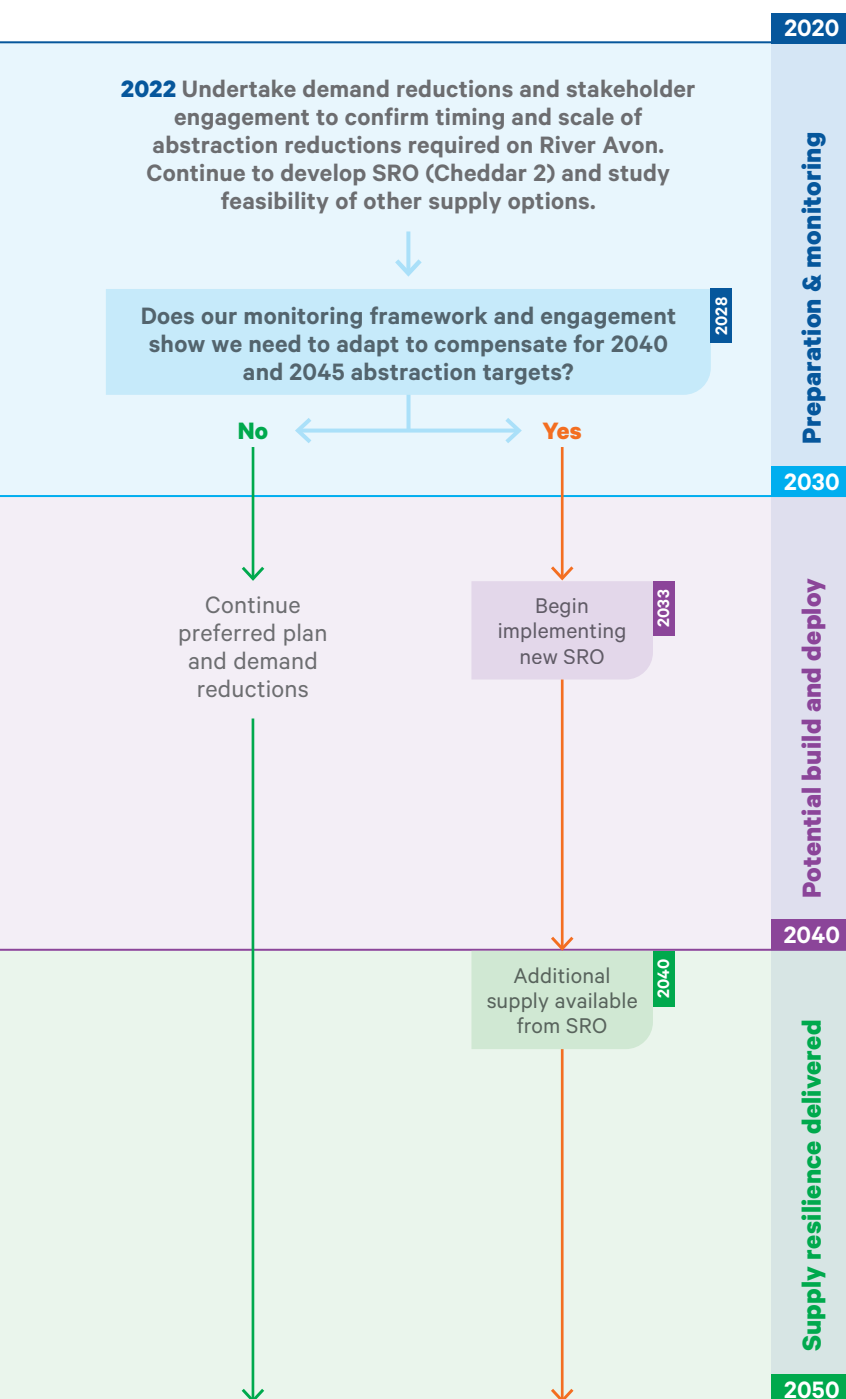 2020
2022 Undertake demand reductions and stakeholder
engagement to confirm timing and scale of
abstraction reductions required on River Avon.
Continue to develop SRO (Cheddar 2) and study
feasibility of other supply options.
Preparation & monitoring
Does our monitoring framework and engagement
show we need to adapt to compensate for 2040
and 2045 abstraction targets?
2028
No
Yes
2030
Continue
preferred plan
and demand
reductions
Begin
implementing
new SRO
2033
Potential build and deploy
2040
Additional
supply available
from SRO
2040
Supply resilience delivered
2050